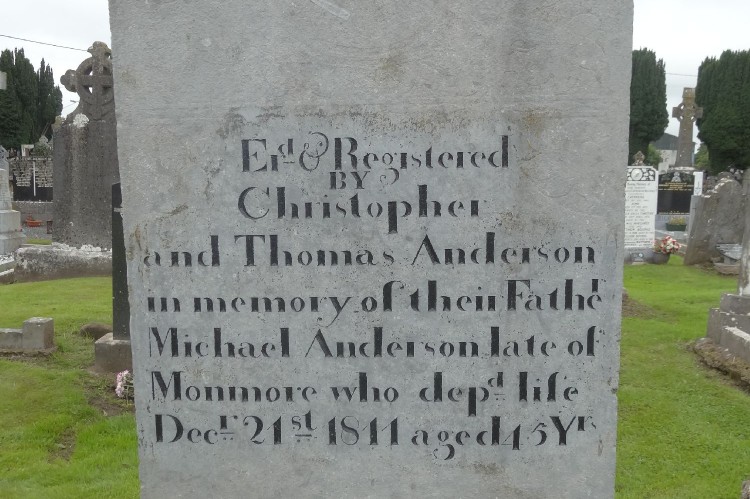 Erd & Registered
BY
Christopher
and Thomas Anderson
in memory of their Fathr
Michael Anderson late of
Monmore who depd life
Decr 21st 1841 aged 45 Yrs